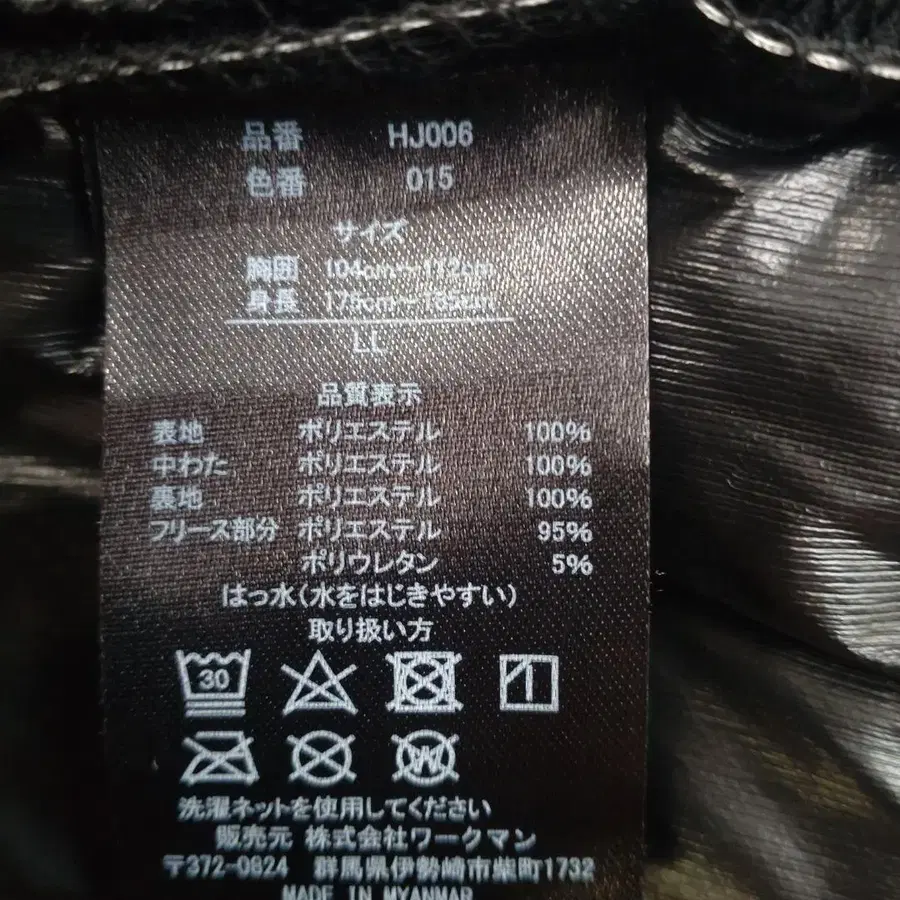 品番 HJ006
色番 015
サイズ
胸囲 104cm～112cm
身長 175cm～185cm
LL
品質表示
表地 ポリエステル 100%
中わた ポリエステル 100%
裏地 ポリエステル 100%
フリース部分 ポリエステル 95%
ポリウレタン 5%
はっ水(水をはじきやすい)
取り扱い方
30
W
洗濯ネットを使用してください
販売元 株式会社ワークマン
〒372-0824 群馬県伊勢崎市柴町1732
MADE IN MYANMAR